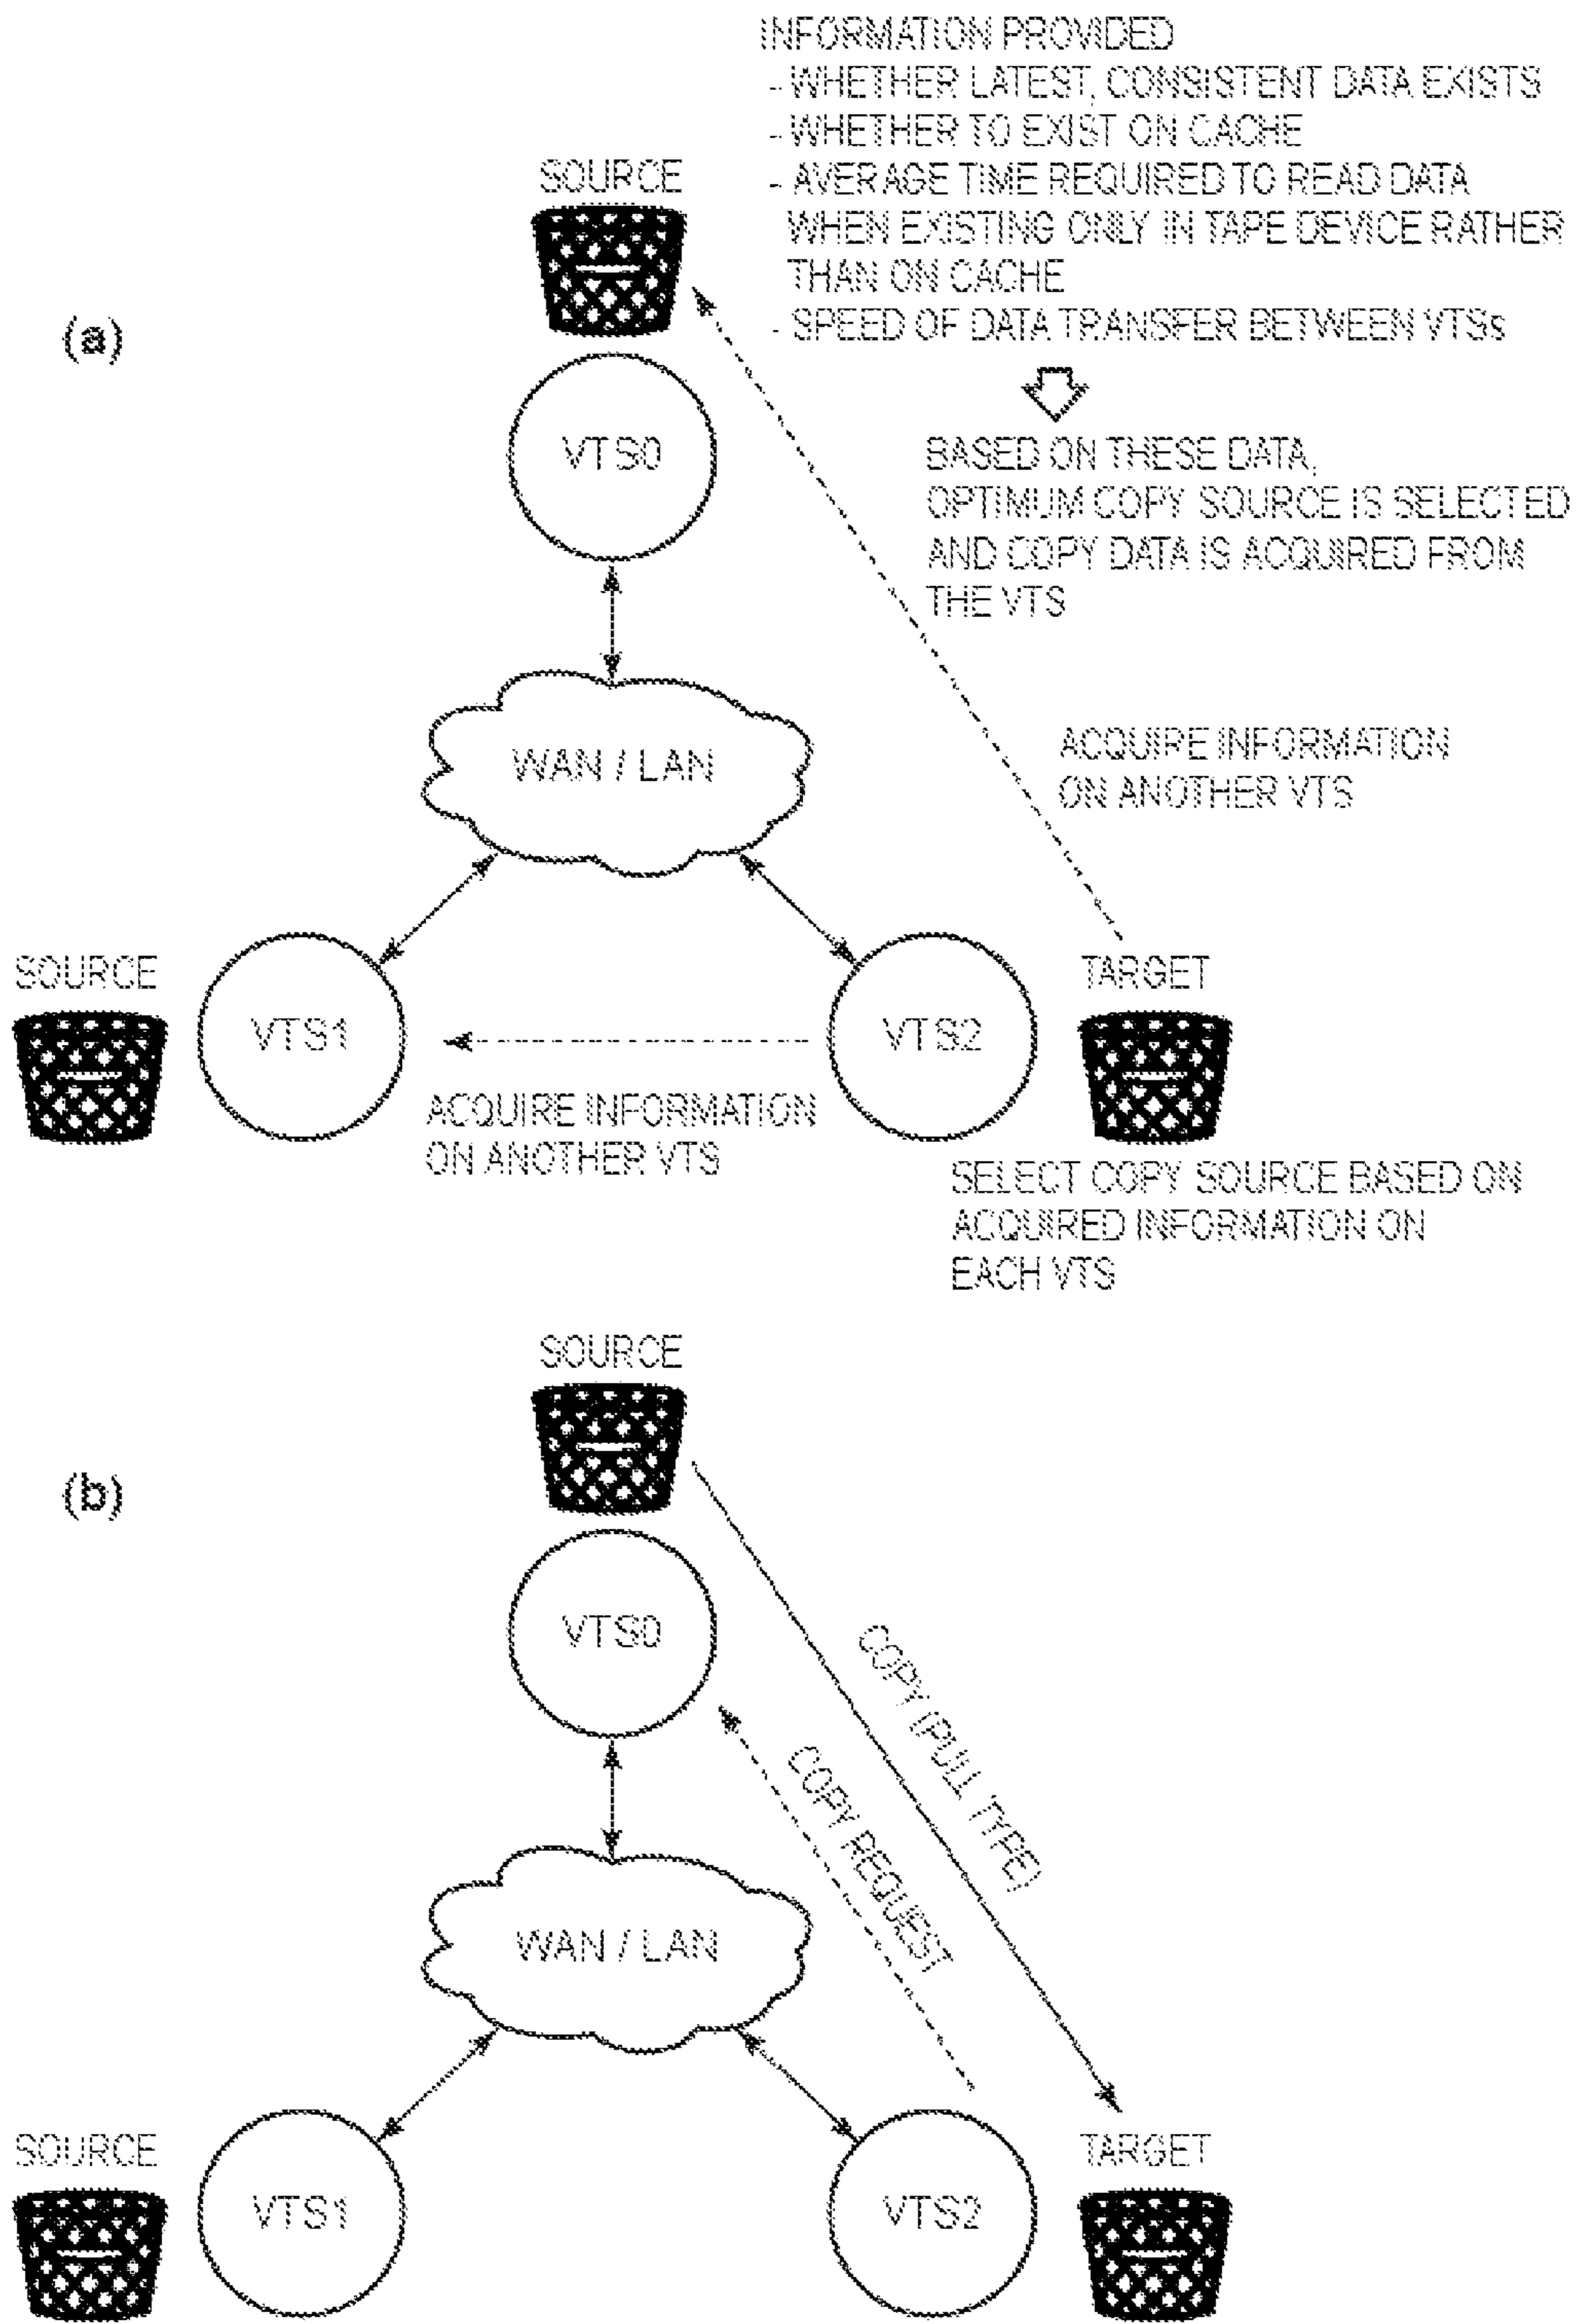 INFORMATION PROVIDED
- WHETHER LATEST, CONSISTENT DATA EXISTS
- WHETHER TO EXIST ON CACHE
- AVERAGE TIME REQUIRED TO READ DATA
WHEN EXISTING ONLY IN TAPE DEVICE RATHER
THAN ON CACHE
- SPEED OF DATA TRANSFER BETWEEN VTSs
SOURCE
(a)
VTS0
BASED ON THESE DATA,
OPTIMUM COPY SOURCE IS SELECTED
AND COPY DATA IS ACQUIRED FROM
THE VTS
WAN / LAN
ACQUIRE INFORMATION
ON ANOTHER VTS
SOURCE
VTS1
VTS2
TARGET
ACQUIRE INFORMATION
ON ANOTHER VTS
SELECT COPY SOURCE BASED ON
ACQUIRED INFORMATION ON
EACH VTS
SOURCE
(b)
VTS0
COPY (PULL TYPE)
COPY REQUEST
WAN / LAN
SOURCE
VTS1
VTS2
TARGET